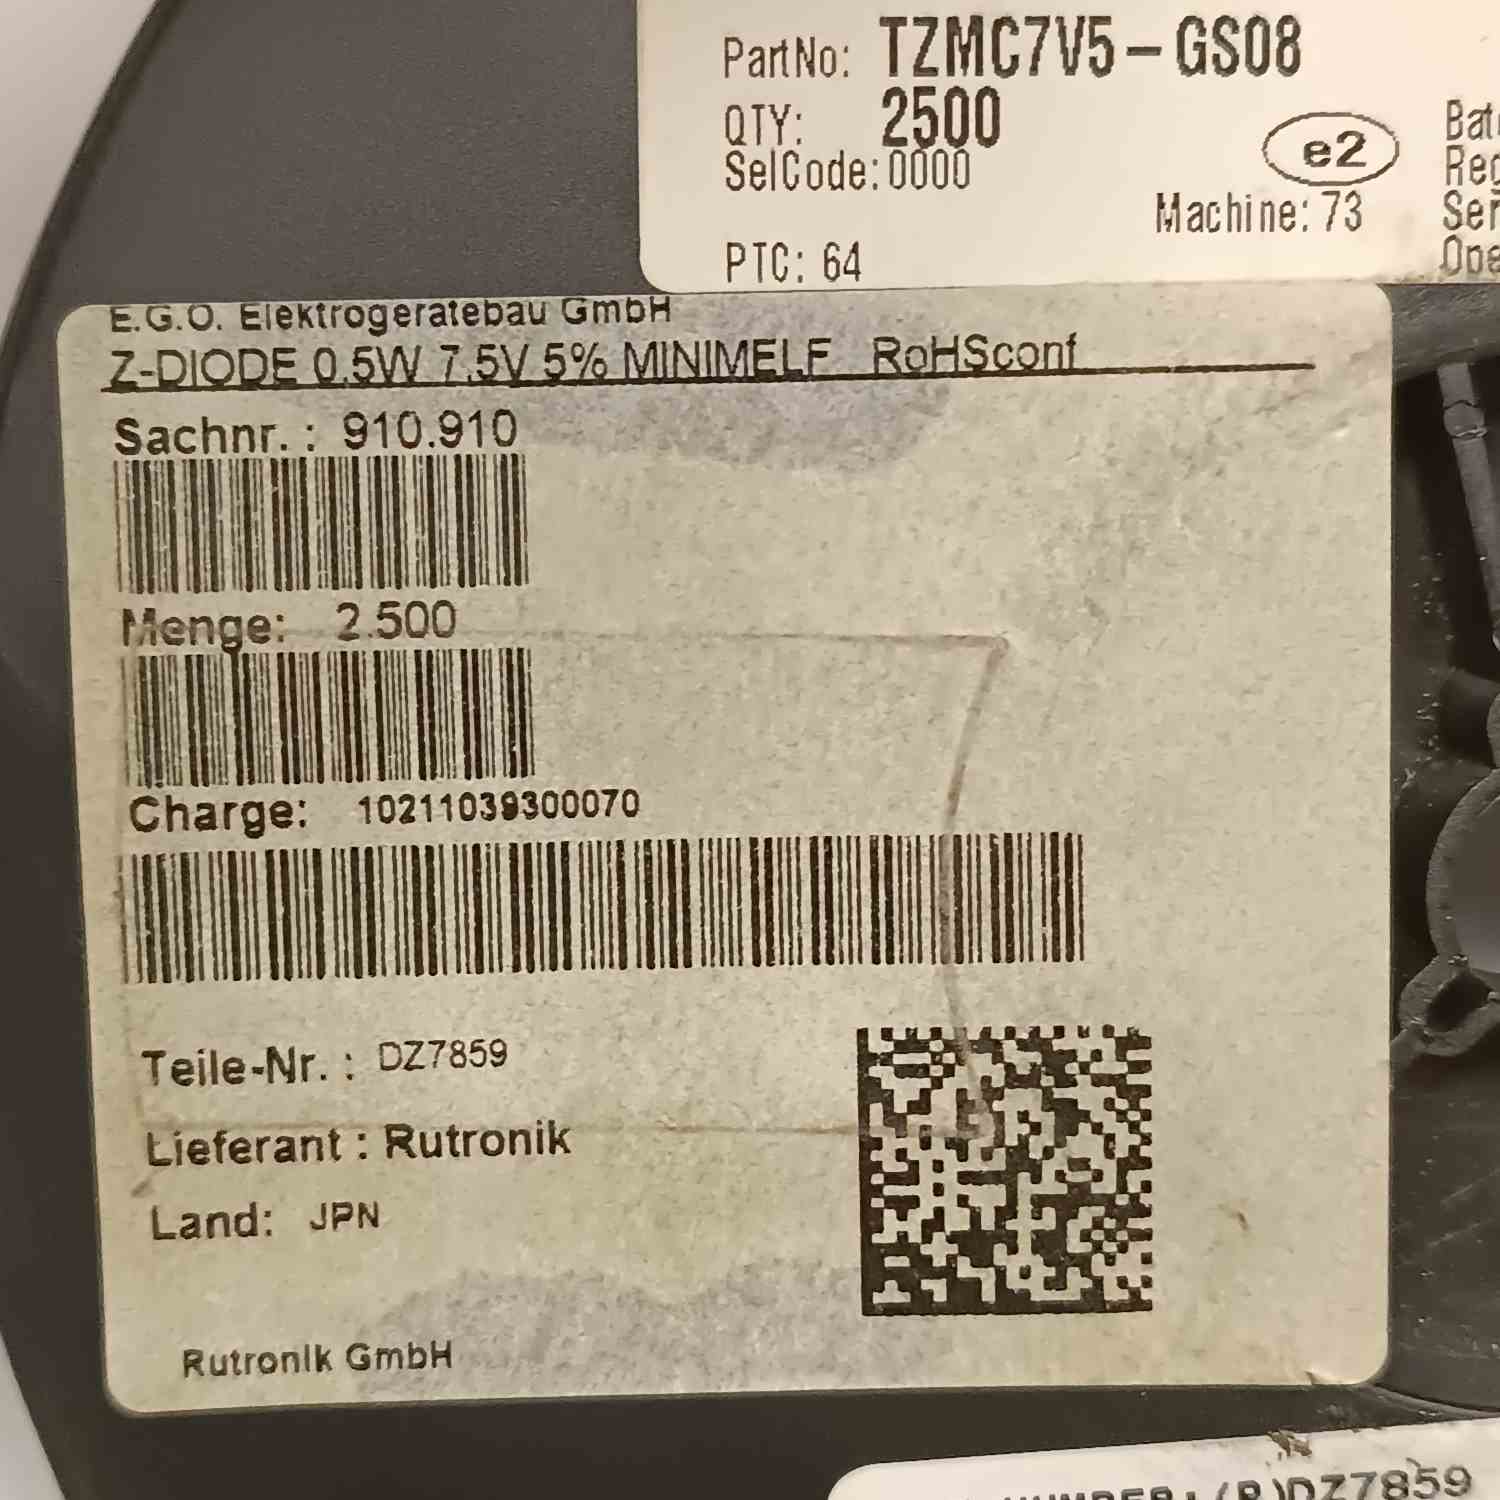 PartNo: TZMC7V5-GS08
QTY: 2500
SelCode: 0000
e2
Machine: 73
PTC: 64
E.G.O. Elektrogeratebau GmbH
Z-DIODE 0.5W 7.5V 5% MINIMELF RoHSconf
Sachnr. : 910.910
Menge: 2.500
Charge: 10211039300070
Teile-Nr. : DZ7859
Lieferant : Rutronik
Land: JPN
Rutronik GmbH
(P)DZ7859